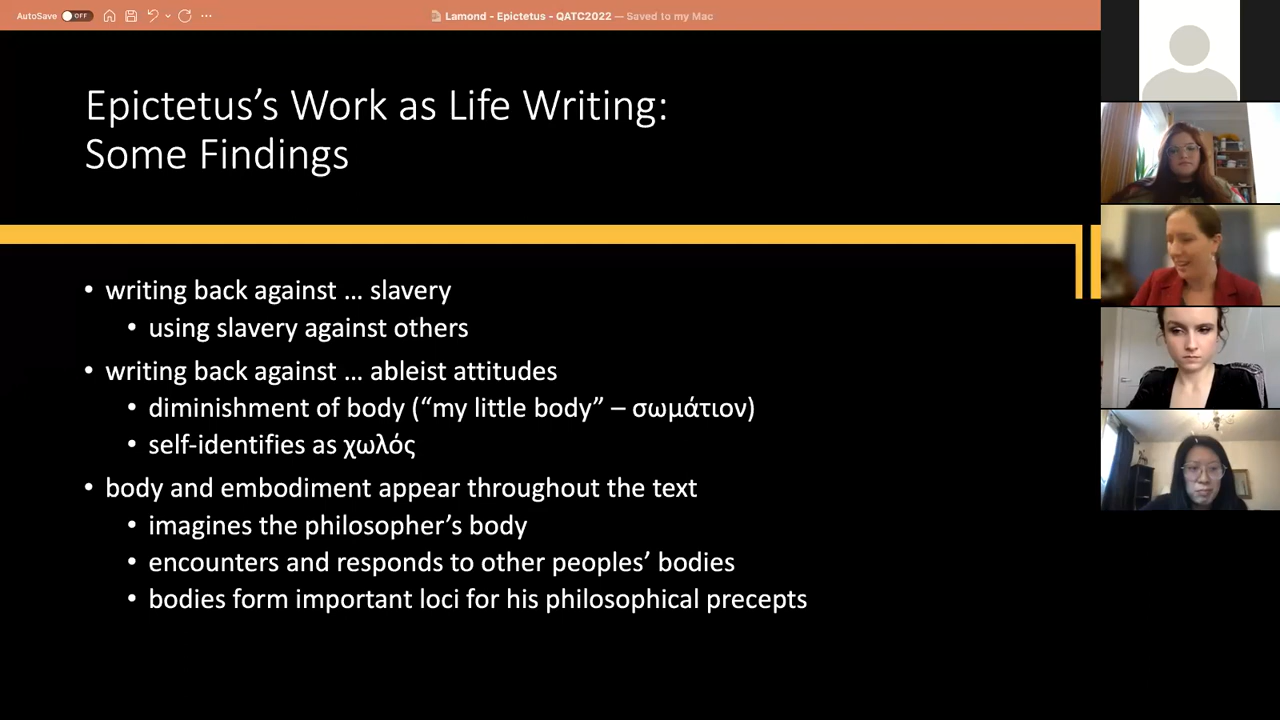 AutoSave OFF
Lamond - Epictetus - QATC2022 — Saved to my Mac
Epictetus’s Work as Life Writing:
Some Findings
• writing back against … slavery
• using slavery against others
• writing back against … ableist attitudes
• diminishment of body (“my little body” – σωμάτιον)
• self-identifies as χωλός
• body and embodiment appear throughout the text
• imagines the philosopher’s body
• encounters and responds to other peoples’ bodies
• bodies form important loci for his philosophical precepts